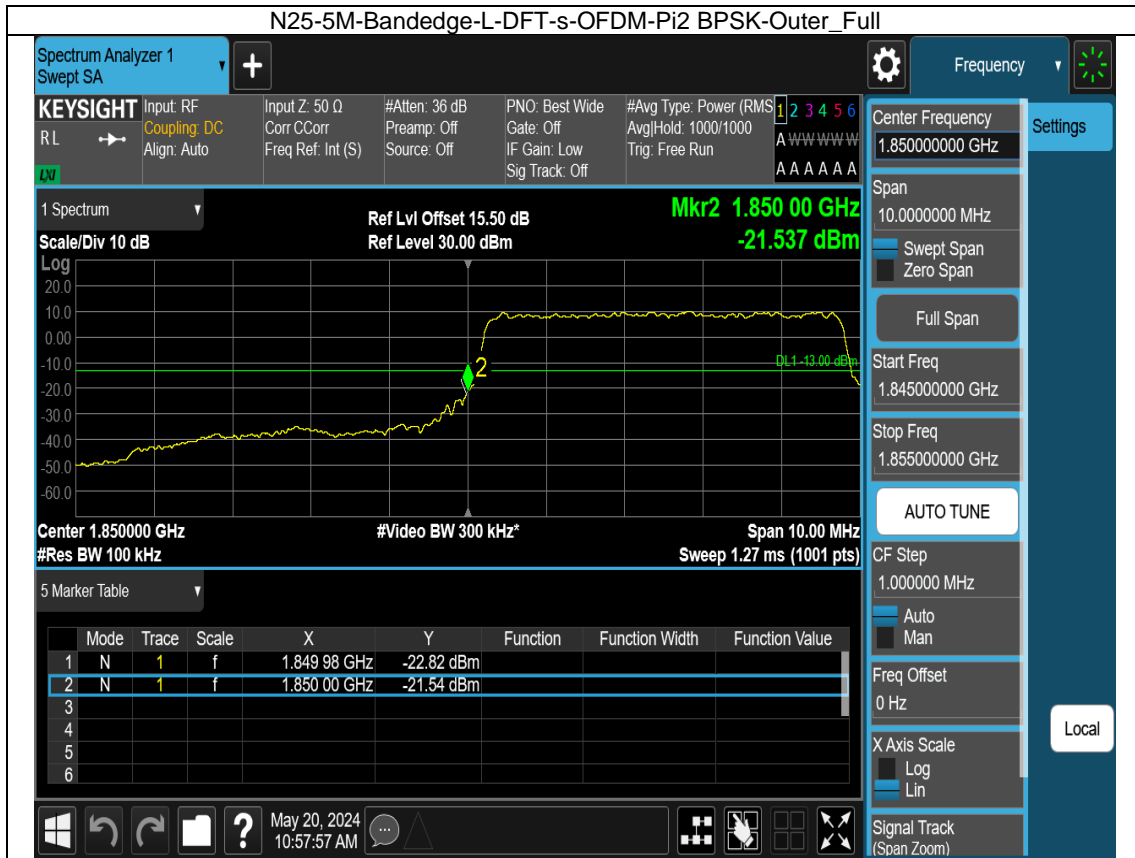 N25-5M-Bandedge-L-DFT-s-OFDM-Pi2 BPSK-Outer_Full
Spectrum Analyzer 1
Swept SA
+
Frequency
KEYSIGHT
RL
LXI
Input: RF
Coupling: DC
Align: Auto
Input Z: 50 Ω
Corr CCorr
Freq Ref: Int (S)
#Atten: 36 dB
Preamp: Off
Source: Off
PNO: Best Wide
Gate: Off
IF Gain: Low
Sig Track: Off
#Avg Type: Power (RMS
Avg|Hold: 1000/1000
Trig: Free Run
1 2 3 4 5 6
A W W W W W
A A A A A A
1 Spectrum
Scale/Div 10 dB
Ref Lvl Offset 15.50 dB
Ref Level 30.00 dBm
Mkr2 1.850 00 GHz
-21.537 dBm
Log
20.0
10.0
0.00
-10.0
-20.0
-30.0
-40.0
-50.0
-60.0
2
DL1 -13.00 dBm
Center 1.850000 GHz
#Video BW 300 kHz*
Span 10.00 MHz
#Res BW 100 kHz
Sweep 1.27 ms (1001 pts)
5 Marker Table
Mode Trace Scale X Y Function Function Width Function Value
1 N 1 f 1.849 98 GHz -22.82 dBm
2 N 1 f 1.850 00 GHz -21.54 dBm
3
4
5
6
Center Frequency
1.850000000 GHz
Settings
Span
10.0000000 MHz
Swept Span
Zero Span
Full Span
Start Freq
1.845000000 GHz
Stop Freq
1.855000000 GHz
AUTO TUNE
CF Step
1.000000 MHz
Auto
Man
Freq Offset
0 Hz
X Axis Scale
Log
Lin
Local
Signal Track
(Span Zoom)
?
May 20, 2024
10:57:57 AM